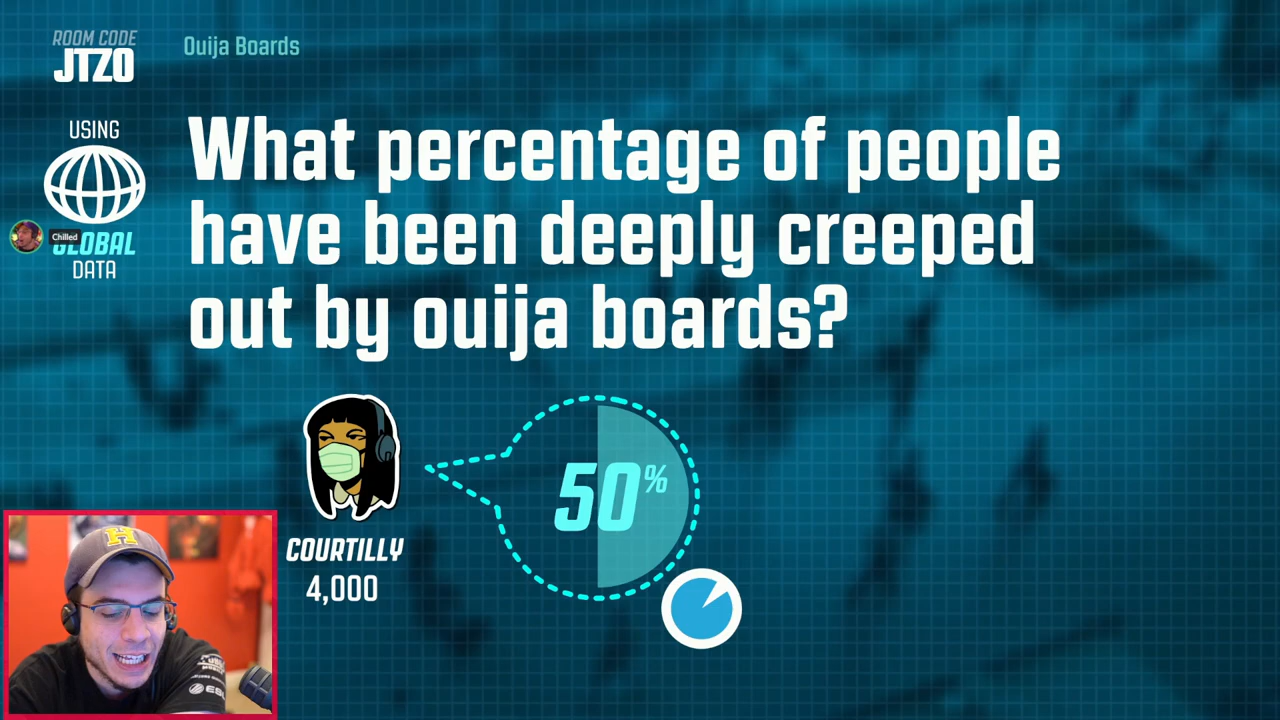 ROOM CODE
JTZO
Ouija Boards
USING
Chilled
GLOBAL
DATA
What percentage of people
have been deeply creeped
out by ouija boards?
50%
COURTILLY
4,000
H